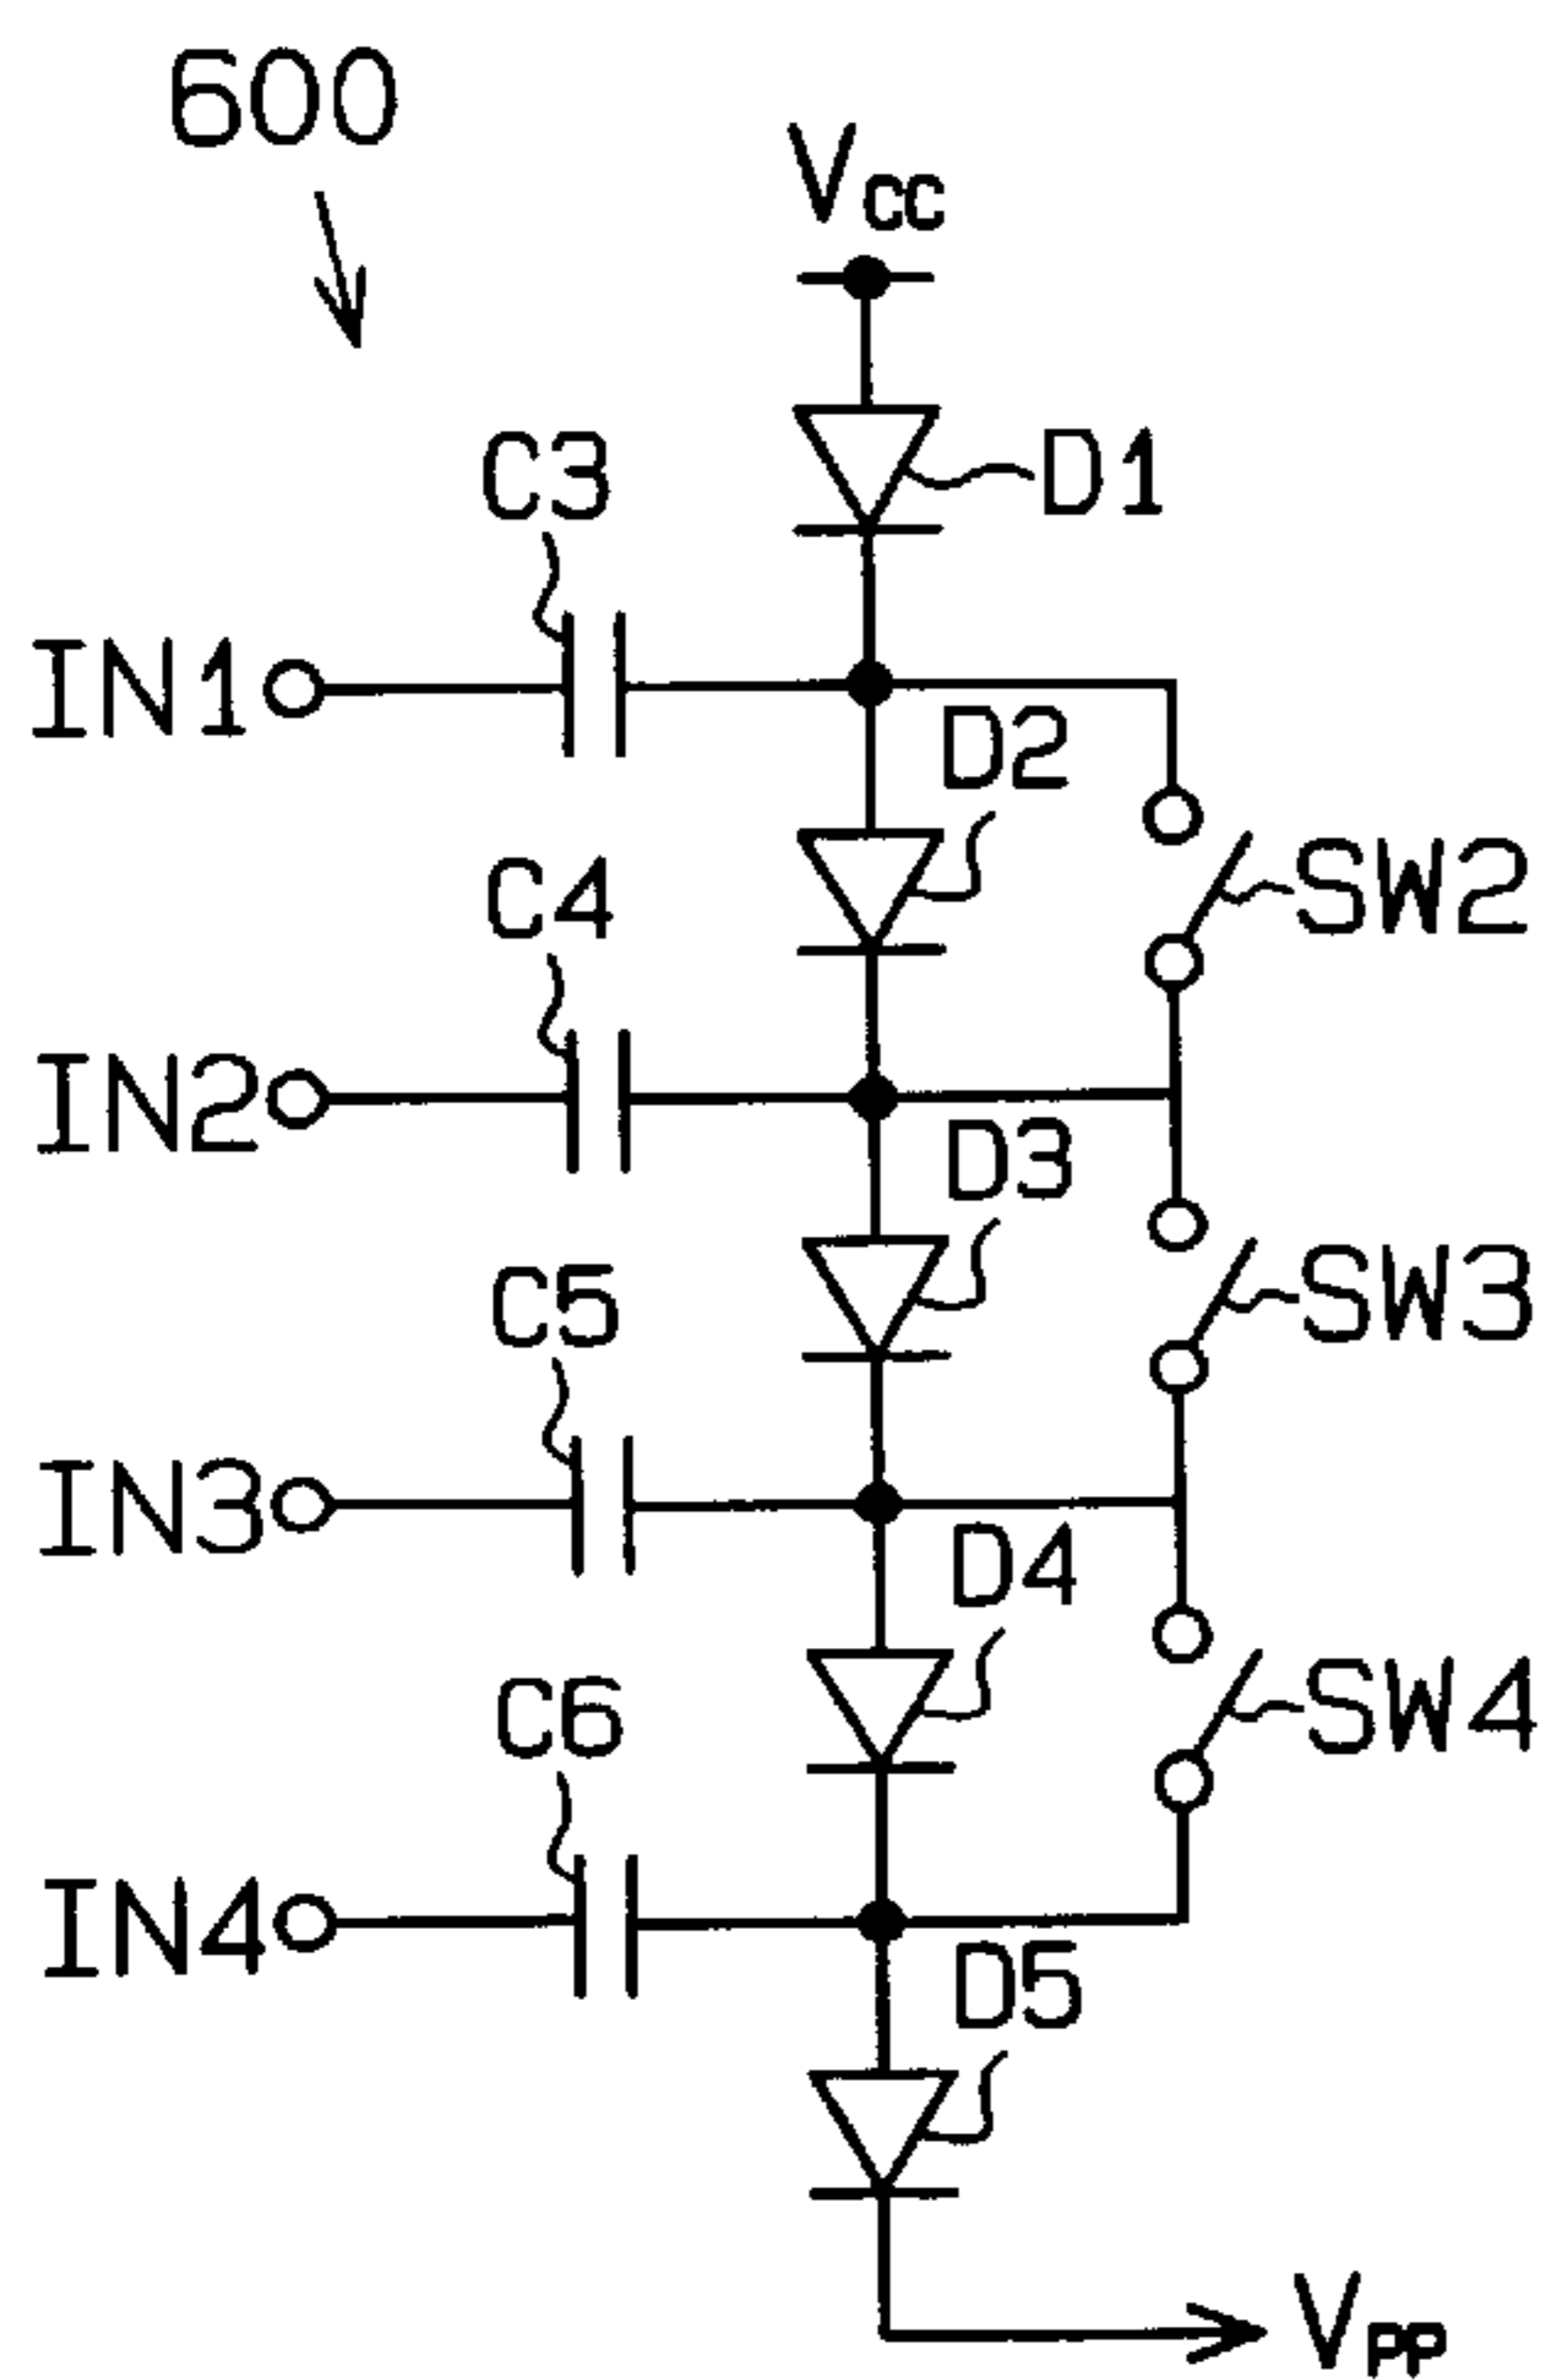 600
Vcc
C3
D1
IN1
D2
C4
SW2
IN2
D3
C5
SW3
IN3
D4
C6
SW4
IN4
D5
Vpp